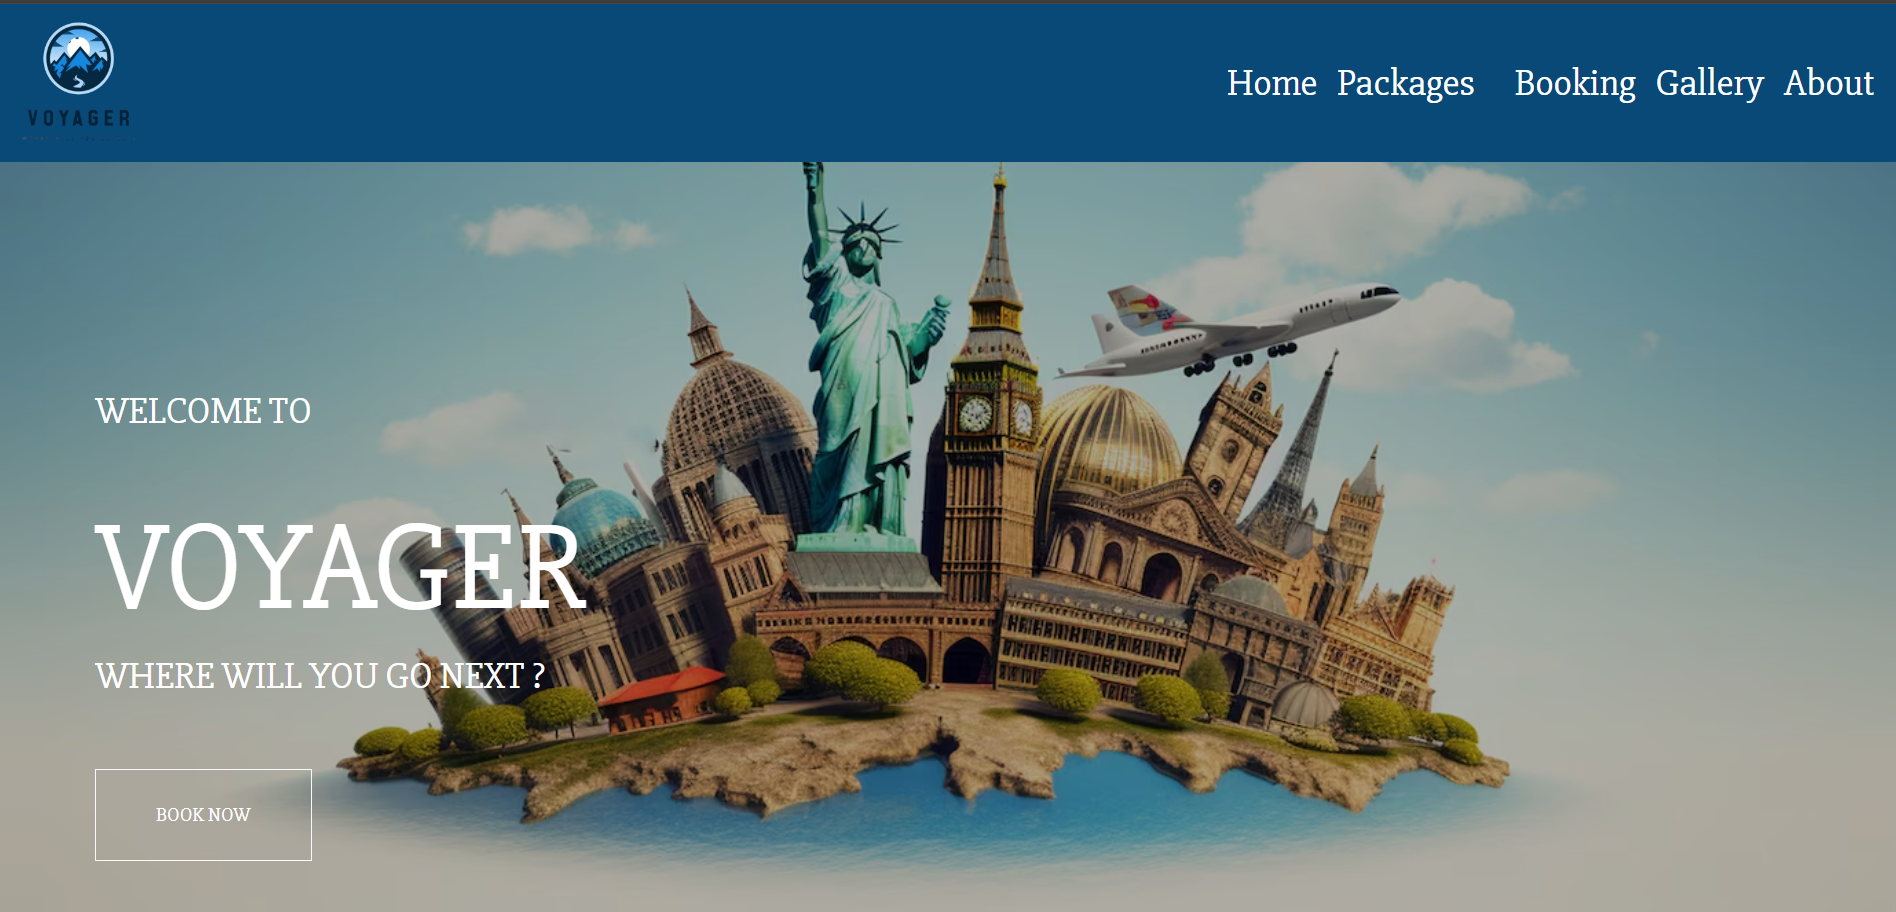 VOYAGER
Home Packages Booking Gallery About
WELCOME TO
VOYAGER
WHERE WILL YOU GO NEXT ?
BOOK NOW